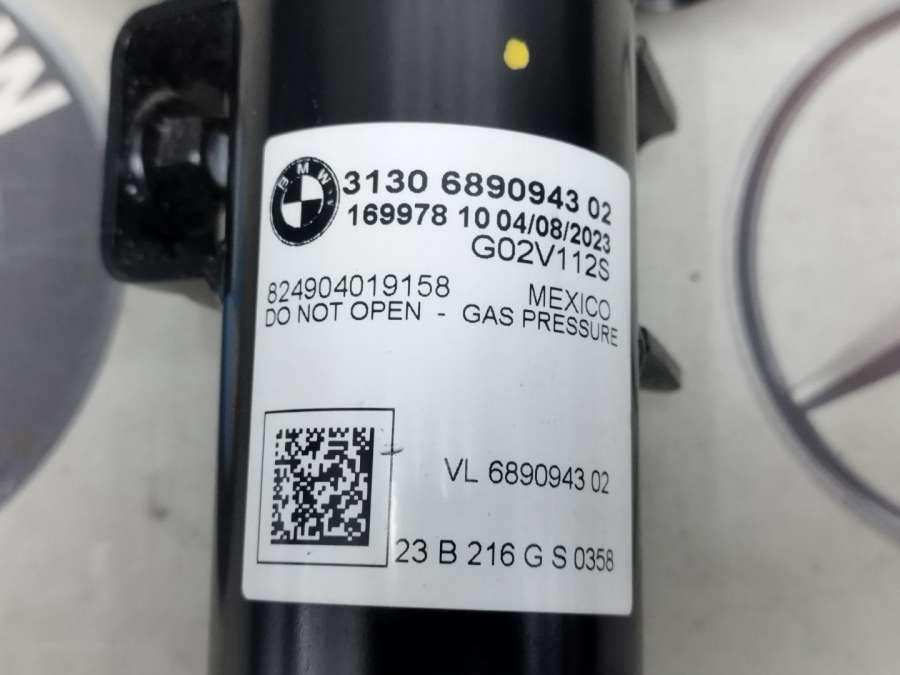 W
BMW
3130 6890943 02
169978 10 04/08/2023
G02V112S
824904019158 MEXICO
DO NOT OPEN - GAS PRESSURE
VL 6890943 02
23 B 216 G S 0358